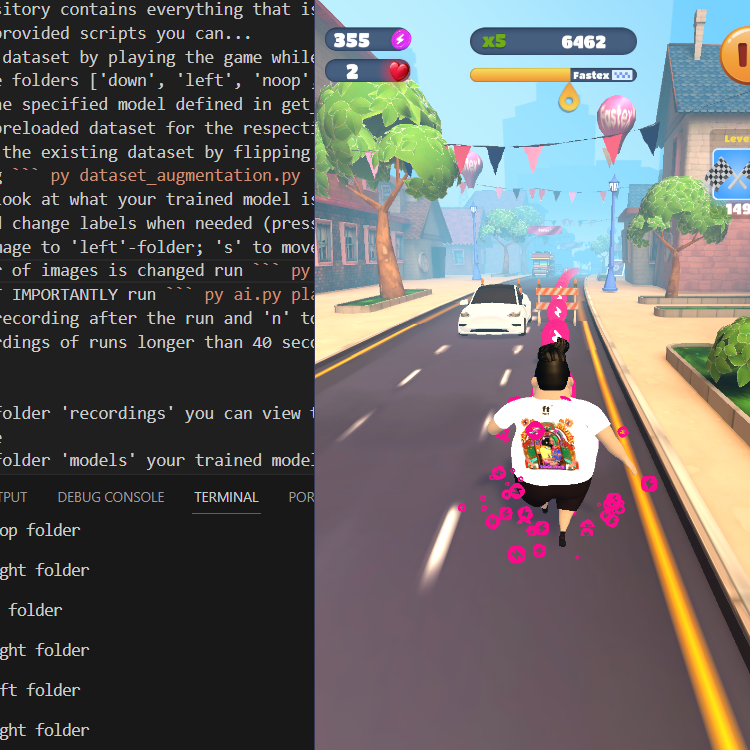 sitory contains everything that is
provided scripts you can...
dataset by playing the game while
e folders ['down', 'left', 'noop',
he specified model defined in get_
preloaded dataset for the respecti
the existing dataset by flipping
g ``` py dataset_augmentation.py `
look at what your trained model is
d change labels when needed (press
mage to 'left'-folder; 's' to move
r of images is changed run ``` py
T IMPORTANTLY run ``` py ai.py pla
recording after the run and 'n' to
rdings of runs longer than 40 seco
folder 'recordings' you can view t
e
folder 'models' your trained model
TPUT DEBUG CONSOLE TERMINAL POR
op folder
ght folder
folder
ght folder
ft folder
ght folder
355
x5 6462
2
Fastex
Fastex
Leve
149